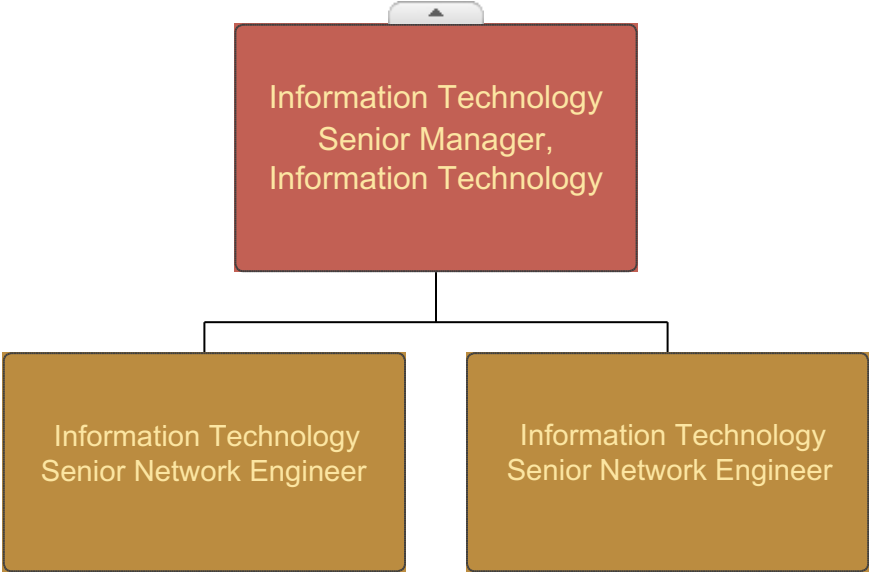 Information Technology
Senior Manager,
Information Technology
Information Technology
Senior Network Engineer
Information Technology
Senior Network Engineer